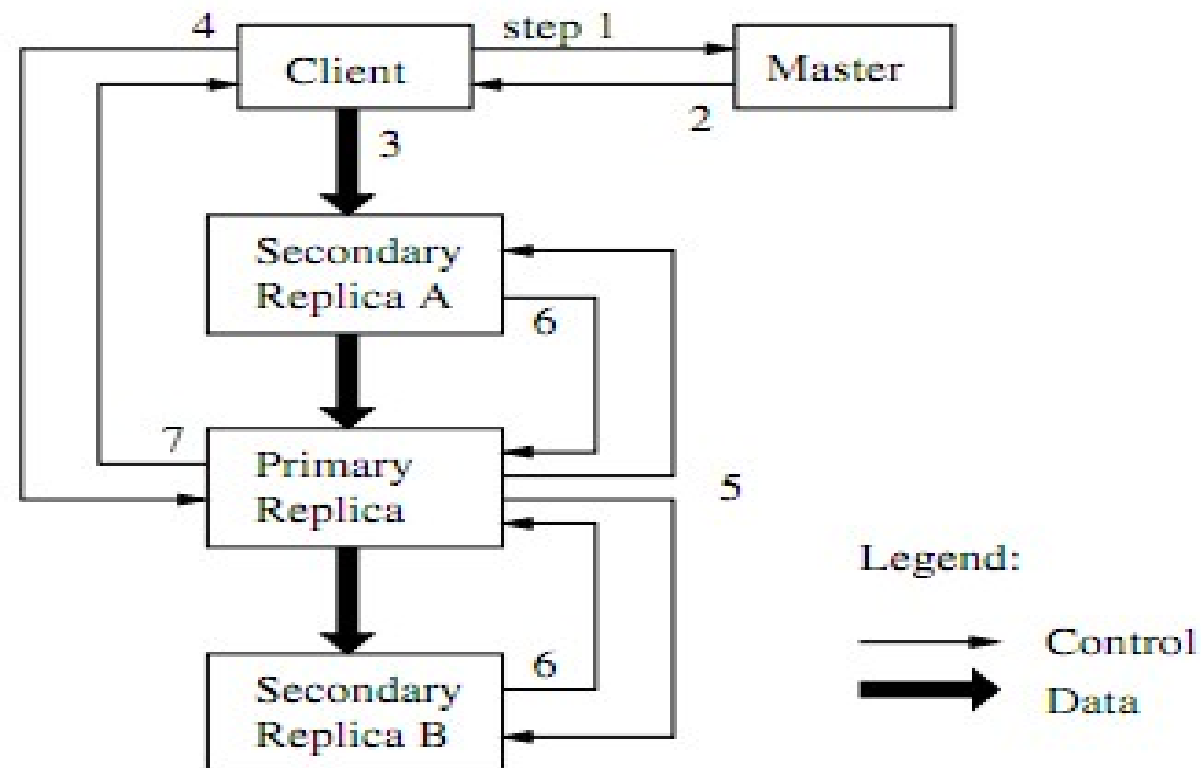 4
step 1
Client
Master
2
3
Secondary
Replica A
6
7
Primary
Replica
5
Legend:
Control
Data
6
Secondary
Replica B